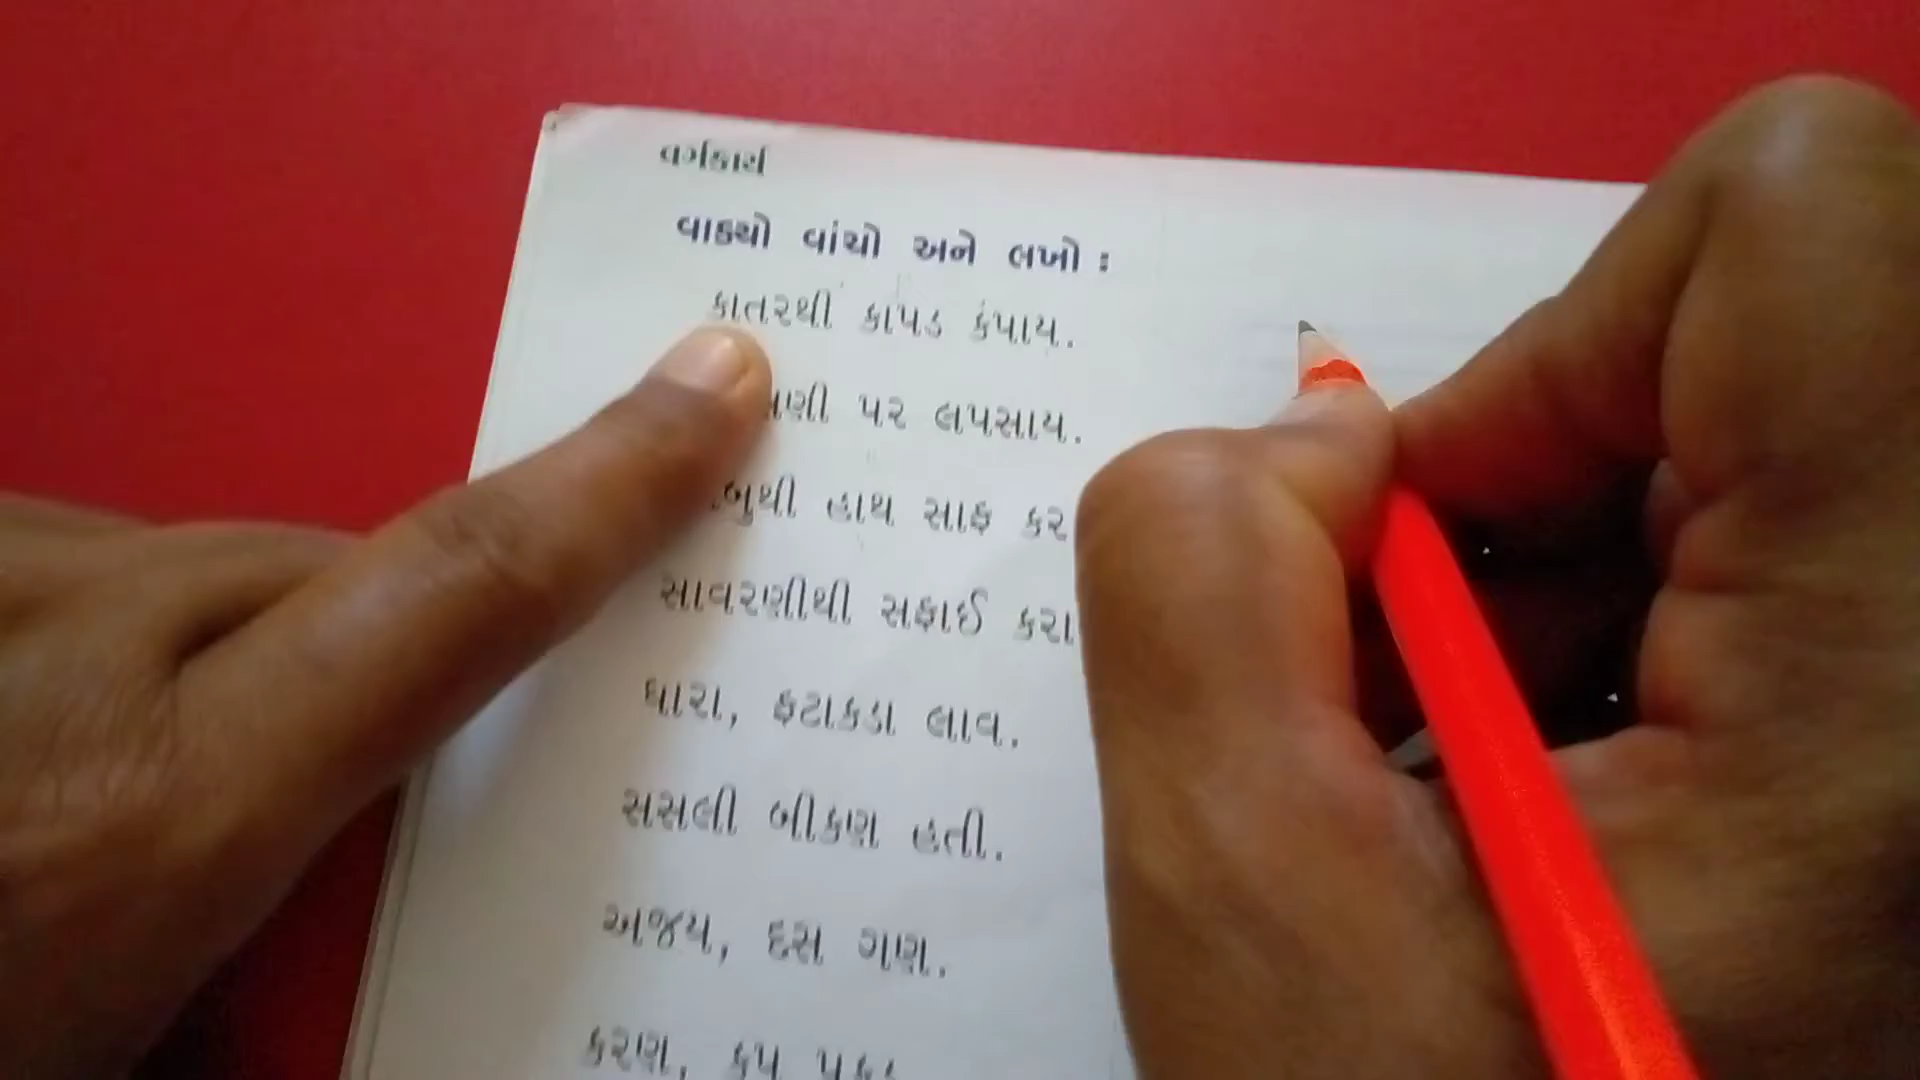 વર્ગકાર્ય
વાક્યો વાંચો અને લખો :
કાતરથી કાપડ કંપાય.
પર લપસાય.
હાથ સાફ કર
સાવરણીથી સફાઈ કરા
ધારા, ફટાકડા લાવ.
સસલી બીકણ હતી.
અજય, દસ ગણ.
કરણ, કપ